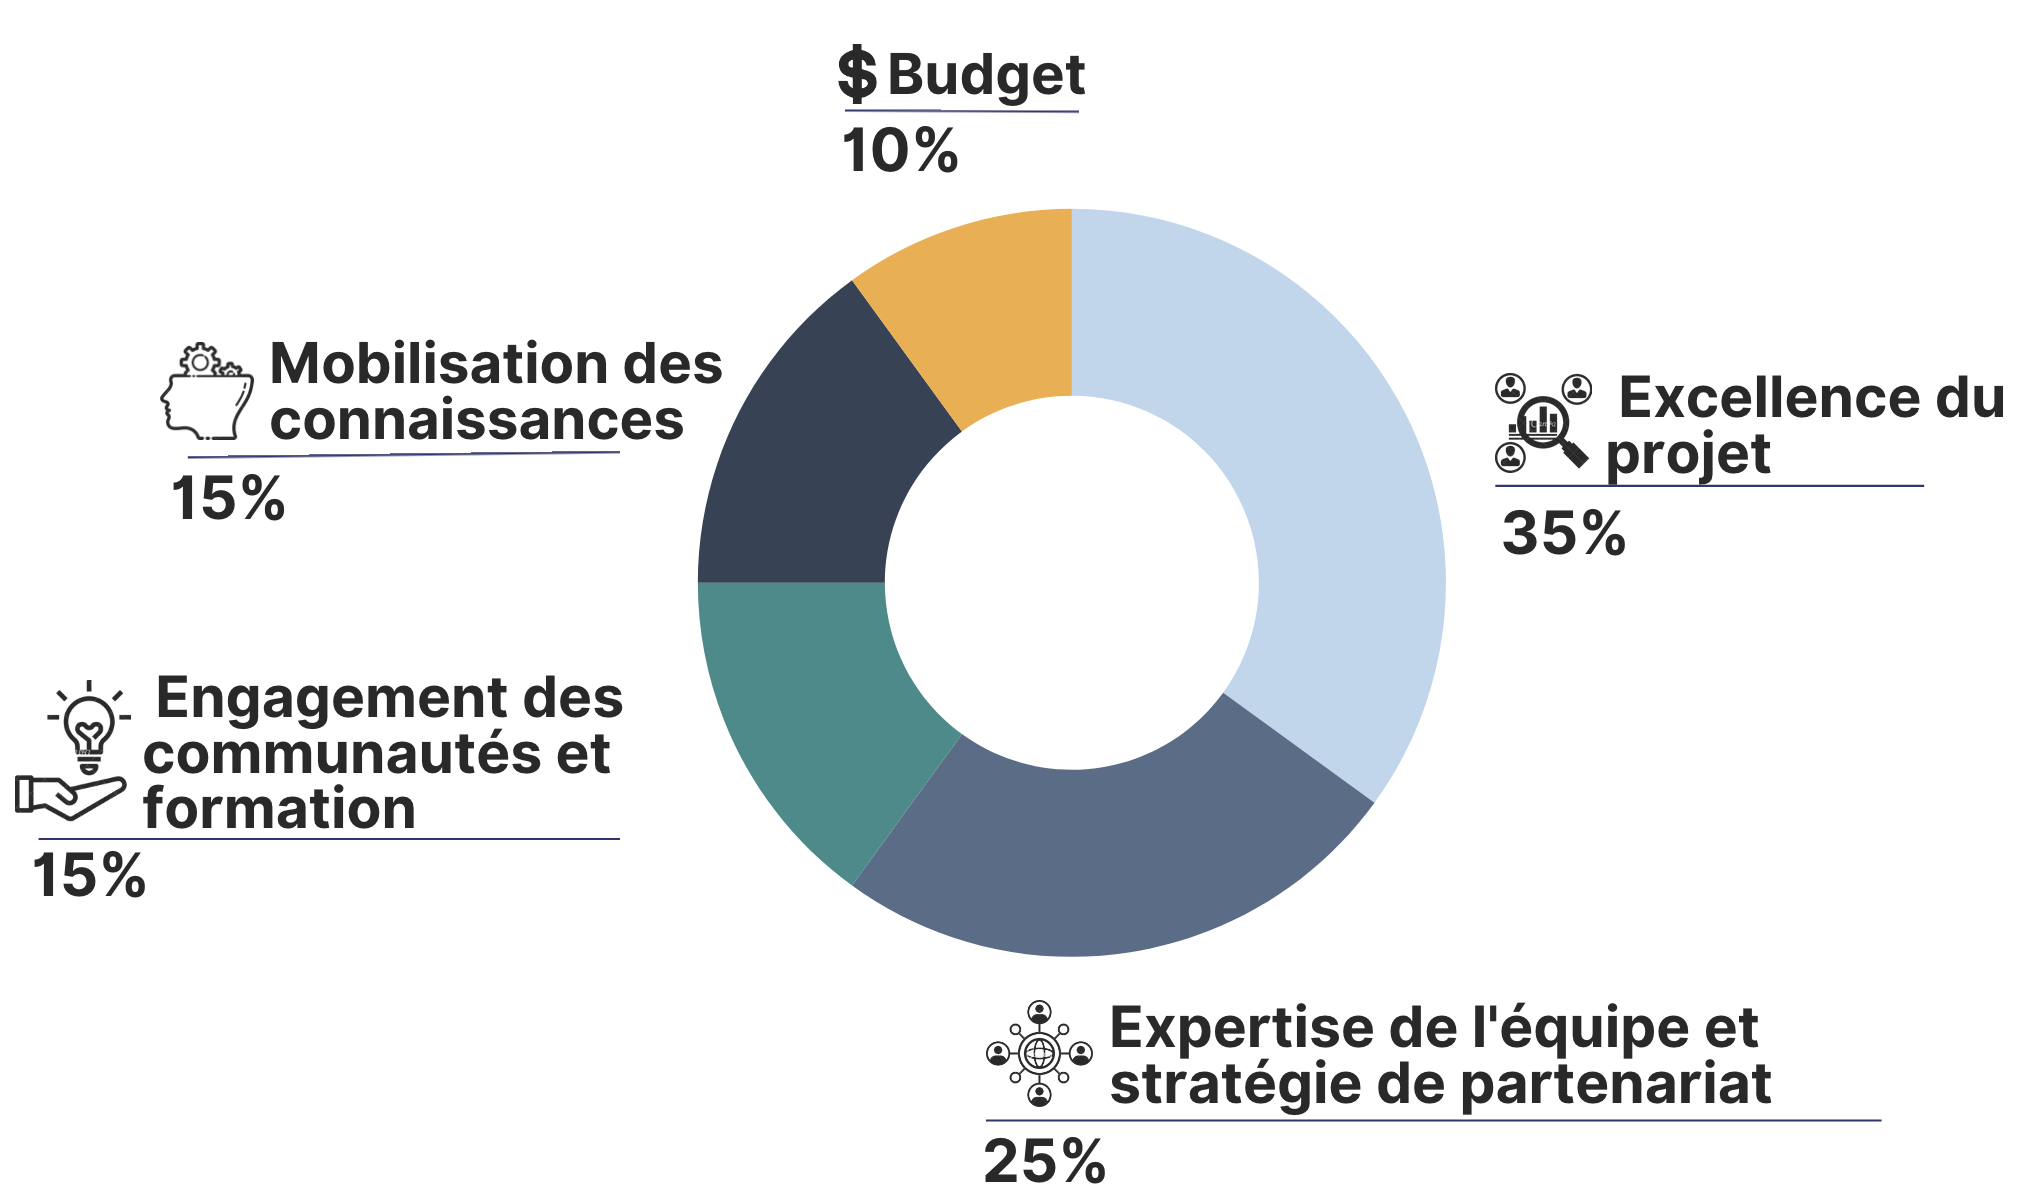 $ Budget
10%
Mobilisation des
connaissances
15%
Excellence du
projet
35%
Engagement des
communautés et
formation
15%
Expertise de l'équipe et
stratégie de partenariat
25%